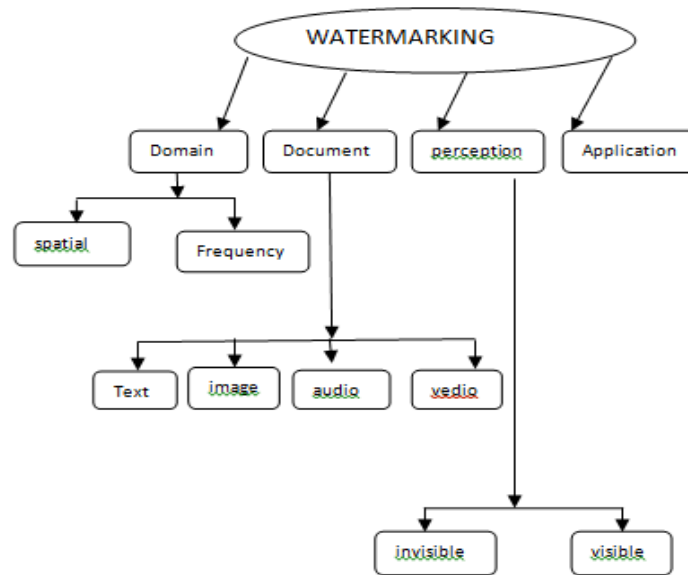 WATERMARKING
Domain
Document
perception
Application
spatial
Frequency
Text
image
audio
vedio
invisible
visible